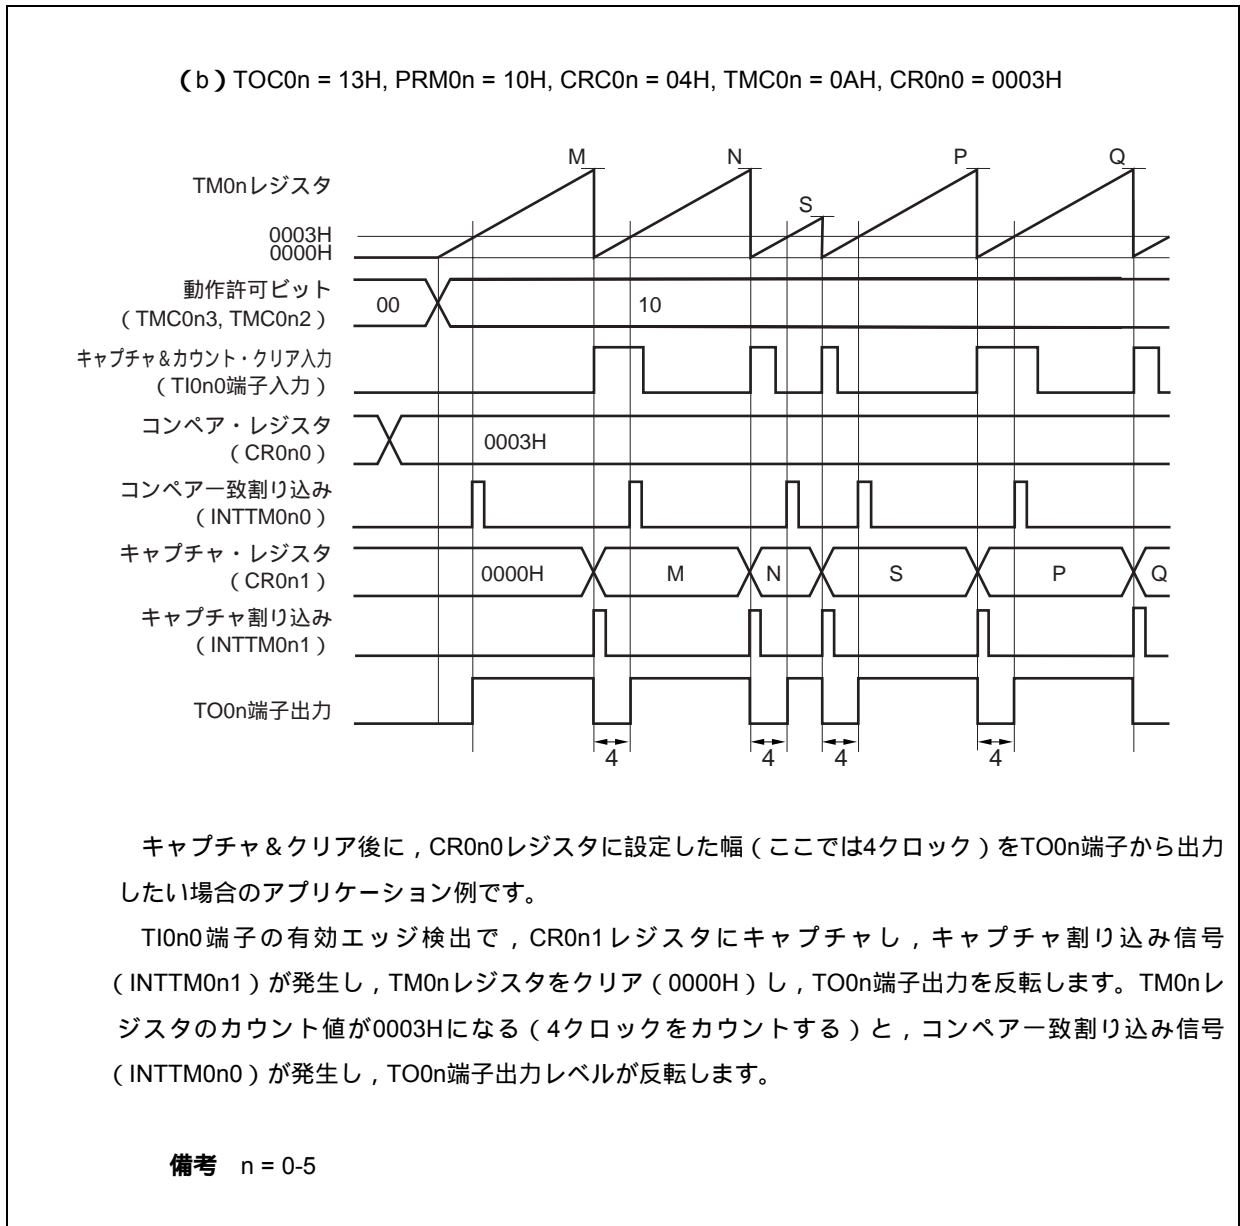 （b）TOC0n = 13H, PRM0n = 10H, CRC0n = 04H, TMC0n = 0AH, CR0n0 = 0003H
M N S P Q
TM0nレジスタ
0003H
0000H
動作許可ビット
（TMC0n3, TMC0n2）
00 10
キャプチャ＆カウント・クリア入力
（TI0n0端子入力）
コンペア・レジスタ
（CR0n0）
0003H
コンペア一致割り込み
（INTTM0n0）
キャプチャ・レジスタ
（CR0n1）
0000H M N S P Q
キャプチャ割り込み
（INTTM0n1）
TO0n端子出力
4 4 4 4
キャプチャ＆クリア後に，CR0n0レジスタに設定した幅（ここでは4クロック）をTO0n端子から出力
したい場合のアプリケーション例です。
TI0n0端子の有効エッジ検出で，CR0n1レジスタにキャプチャし，キャプチャ割り込み信号
（INTTM0n1）が発生し，TM0nレジスタをクリア（0000H）し，TO0n端子出力を反転します。TM0nレ
ジスタのカウント値が0003Hになる（4クロックをカウントする）と，コンペア一致割り込み信号
（INTTM0n0）が発生し，TO0n端子出力レベルが反転します。
備考 n = 0-5